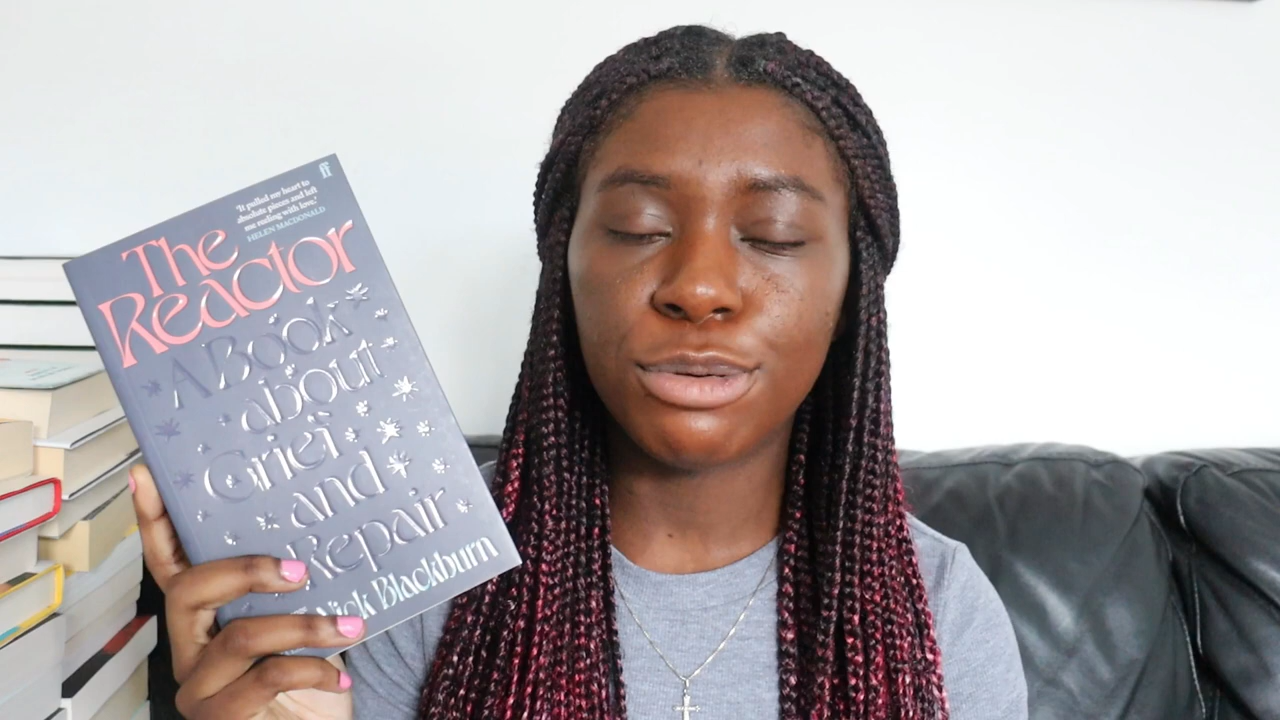 ff
'It pulled my heart to
absolute pieces and left
me reeling with love.'
HELEN MACDONALD
The
Reactor
A Book
about
Grief
and
Repair
Nick Blackburn